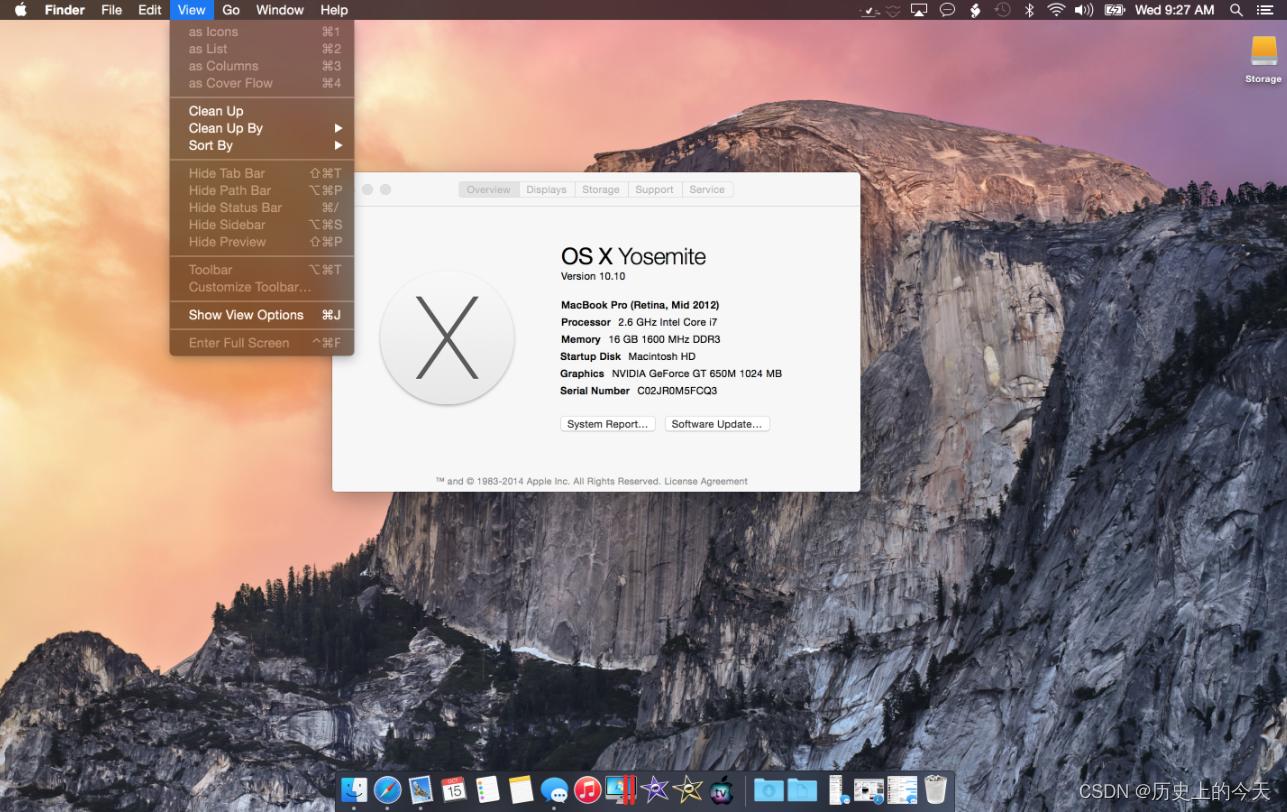 Finder File Edit View Go Window Help Wed 9:27 AM
as Icons ⌘1
as List ⌘2
as Columns ⌘3
as Cover Flow ⌘4
Clean Up
Clean Up By
Sort By
Hide Tab Bar ⇧⌘T
Hide Path Bar ⌥⌘P
Hide Status Bar ⌘/
Hide Sidebar ⌥⌘S
Hide Preview ⇧⌘P
Toolbar ⌥⌘T
Customize Toolbar...
Show View Options ⌘J
Enter Full Screen ^⌘F
Storage
Overview Displays Storage Support Service
OS X Yosemite
Version 10.10
MacBook Pro (Retina, Mid 2012)
Processor 2.6 GHz Intel Core i7
Memory 16 GB 1600 MHz DDR3
Startup Disk Macintosh HD
Graphics NVIDIA GeForce GT 650M 1024 MB
Serial Number C02JR0M5FCQ3
System Report... Software Update...
™ and © 1983-2014 Apple Inc. All Rights Reserved. License Agreement
OCT
15
tv
CSDN @历史上的今天